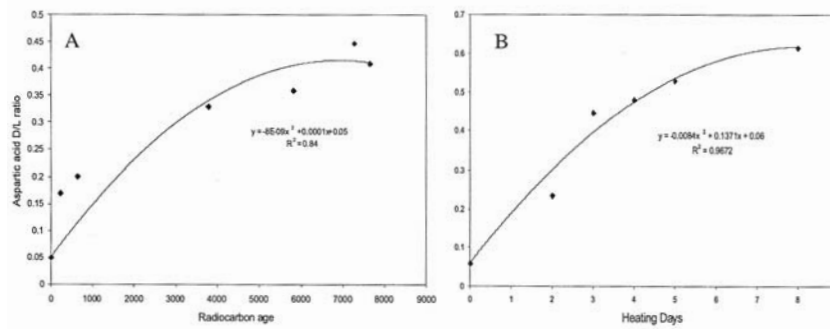 A
0.5
0.45
0.4
0.35
0.3
0.25
0.2
0.15
0.1
0.05
0
Aspartic acid D/L ratio
y = -8E-09x² + 0.0001x+0.05
R² = 0.84
0 1000 2000 3000 4000 5000 6000 7000 8000 9000
Radiocarbon age
B
0.7
0.6
0.5
0.4
0.3
0.2
0.1
0
y = -0.0084x² + 0.1371x + 0.06
R² = 0.9672
0 1 2 3 4 5 6 7 8
Heating Days